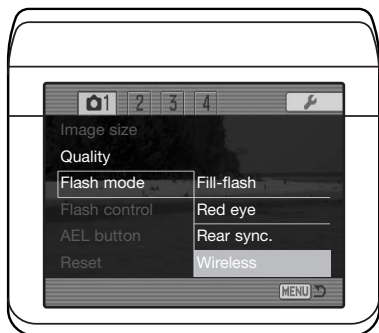 1 2 3 4
Image size
Quality
Flash mode Fill-flash
Flash control Red eye
AEL button Rear sync.
Reset Wireless
MENU